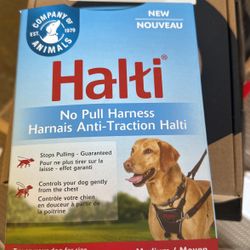 COMPANY OF
EST. 1979
ANIMALS
NEW
NOUVEAU
Halti®
No Pull Harness
Harnais Anti-Traction Halti
Stops Pulling - Guaranteed
Pour ne plus tirer sur la
laisse - effet garanti
Controls your dog gently
from the chest
Contrôle votre chien
en douceur à partir de
la poitrine
Medium / Moyen